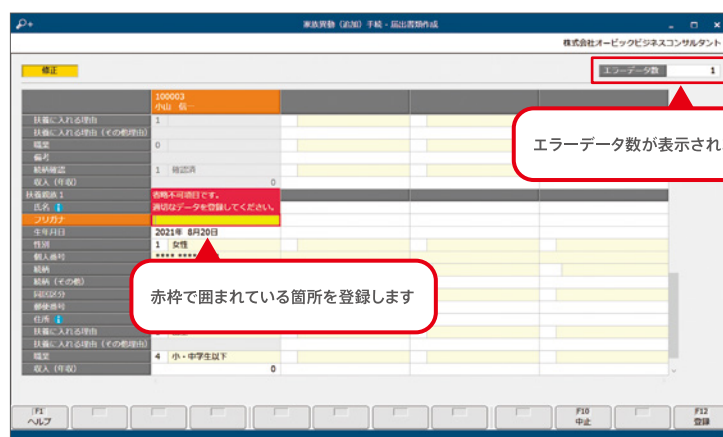 家族異動（追加）手続 - 届出書類作成
株式会社オービックビジネスコンサルタント
修正
エラーデータ数 1
100003
小山 信一
扶養に入れる理由 1
扶養に入れる理由（その他理由）
職業 0
備考
続柄確認 1 確認済
収入（年収） 0
扶養親族1 省略不可項目です。
氏名 適切なデータを登録してください。
フリガナ
生年月日 2021年 8月20日
性別 1 女性
個人番号 **** ****
続柄
続柄（その他）
同居区分
郵便番号
住所
扶養に入れる理由
扶養に入れる理由（その他理由）
職業 4 小・中学生以下
収入（年収） 0
エラーデータ数が表示され
赤枠で囲まれている箇所を登録します
F1 ヘルプ
F10 中止
F12 登録